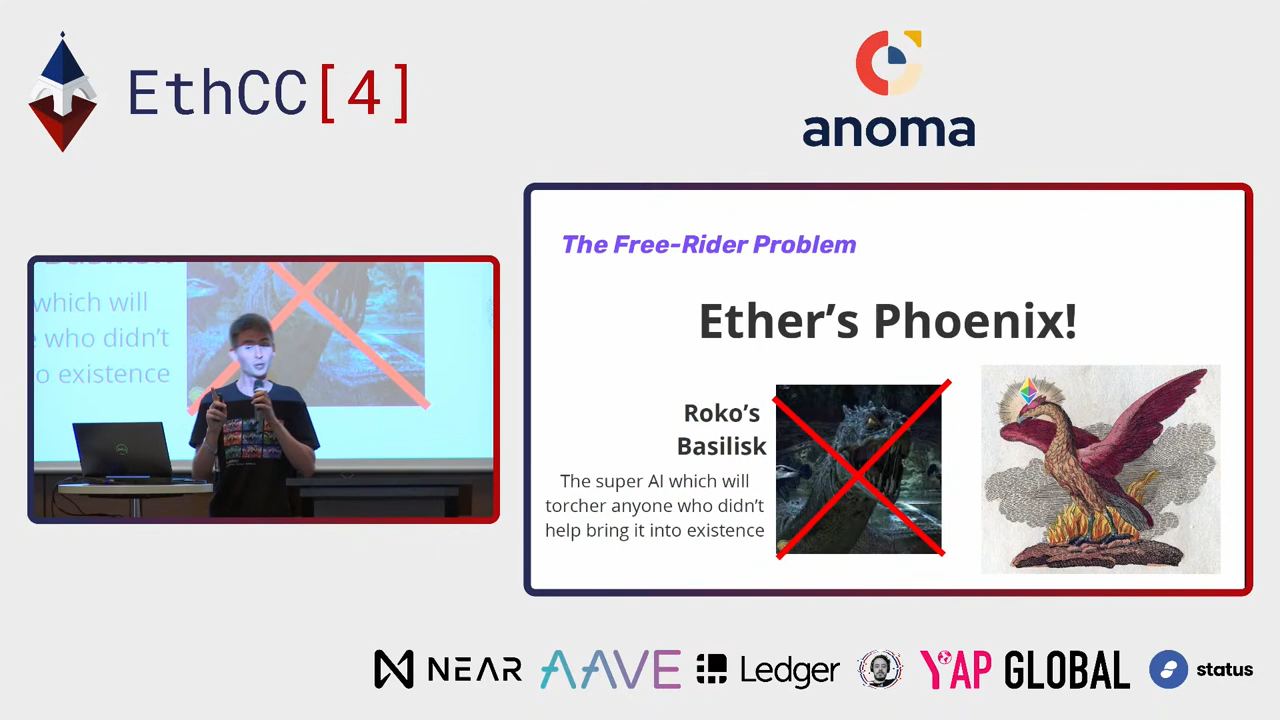 EthCC[4]
anoma
The Free-Rider Problem
Ether's Phoenix!
Roko's
Basilisk
The super AI which will
torcher anyone who didn't
help bring it into existence
which will
who didn't
o existence
DELL
NEAR
AAVE
Ledger
YAP GLOBAL
status